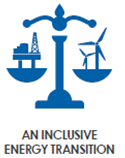 AN INCLUSIVE
ENERGY TRANSITION